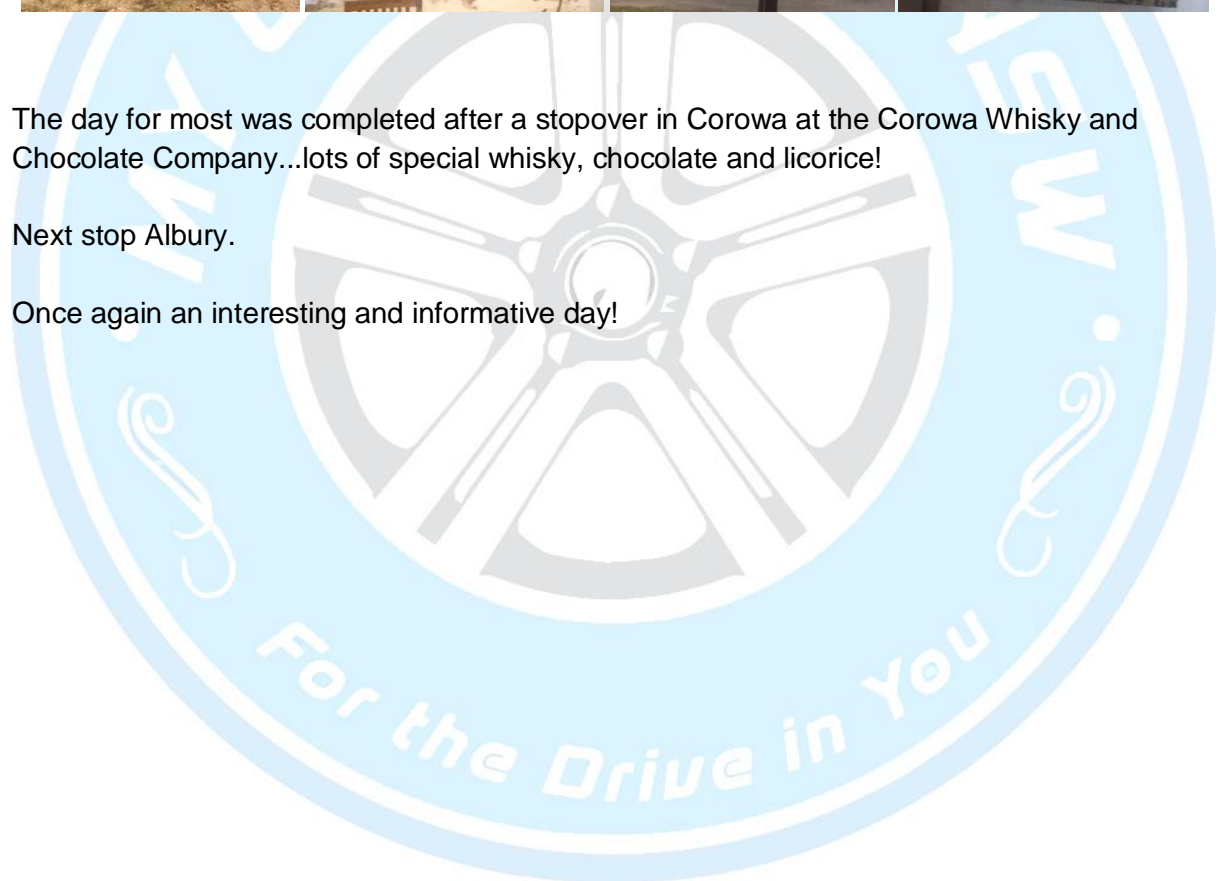 The day for most was completed after a stopover in Corowa at the Corowa Whisky and
Chocolate Company...lots of special whisky, chocolate and licorice!
Next stop Albury.
Once again an interesting and informative day!
For the Drive in You